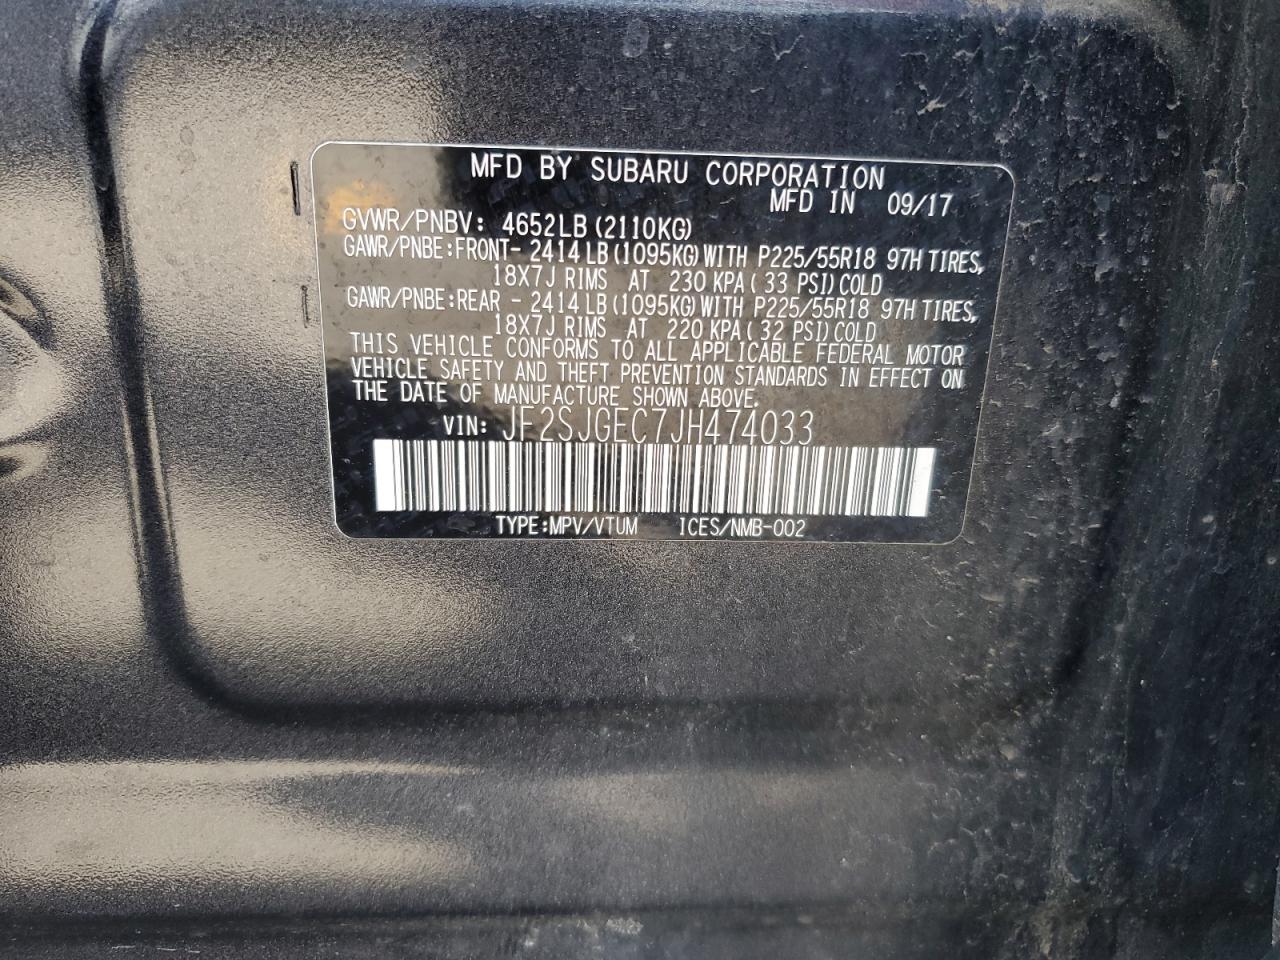 MFD BY SUBARU CORPORATION
MFD IN 09/17
GVWR/PNBV: 4652LB(2110KG)
GAWR/PNBE:FRONT- 2414LB(1095KG)WITH P225/55R18 97H TIRES,
18X7J RIMS AT 230 KPA( 33 PSI)COLD
GAWR/PNBE:REAR - 2414LB(1095KG)WITH P225/55R18 97H TIRES,
18X7J RIMS AT 220 KPA( 32 PSI)COLD
THIS VEHICLE CONFORMS TO ALL APPLICABLE FEDERAL MOTOR
VEHICLE SAFETY AND THEFT PREVENTION STANDARDS IN EFFECT ON
THE DATE OF MANUFACTURE SHOWN ABOVE.
VIN: JF2SJGEC7JH474033
TYPE:MPV/VTUM ICES/NMB-002